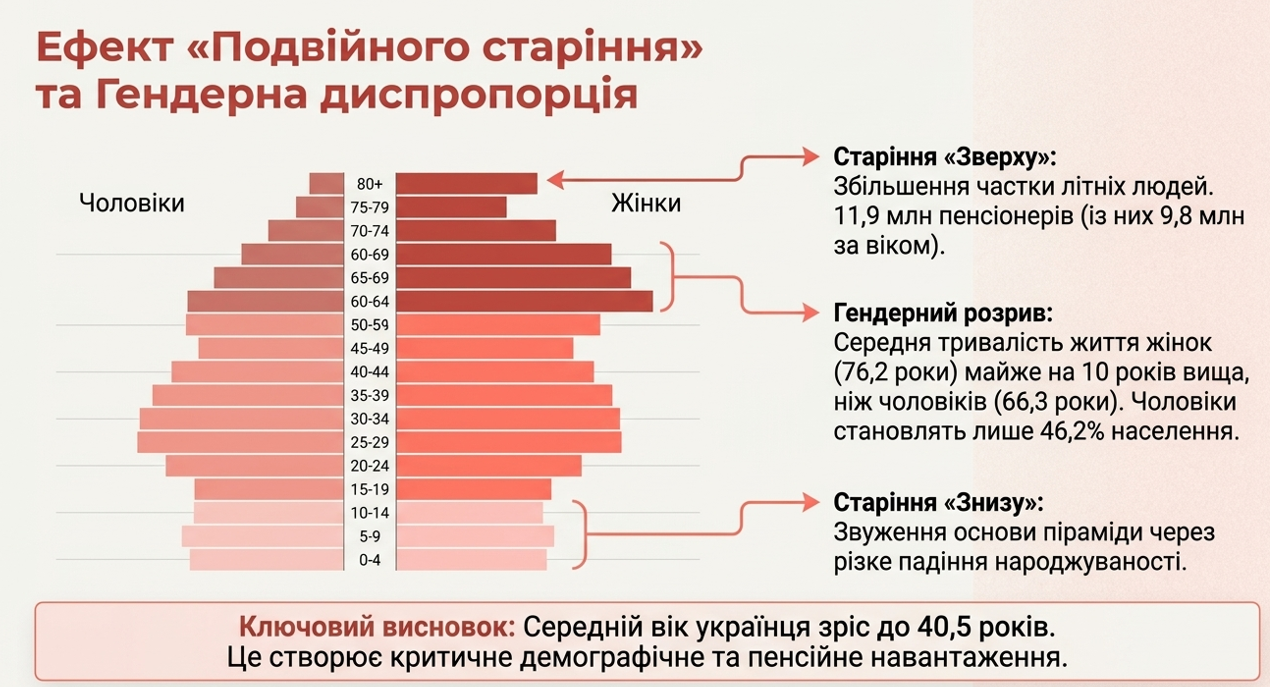 Ефект «Подвійного старіння»
та Гендерна диспропорція
Чоловіки
Жінки
80+
75-79
70-74
60-69
65-69
60-64
50-59
45-49
40-44
35-39
30-34
25-29
20-24
15-19
10-14
5-9
0-4
Старіння «Зверху»:
Збільшення частки літніх людей.
11,9 млн пенсіонерів (із них 9,8 млн
за віком).
Гендерний розрив:
Середня тривалість життя жінок
(76,2 роки) майже на 10 років вища,
ніж чоловіків (66,3 роки). Чоловіки
становлять лише 46,2% населення.
Старіння «Знизу»:
Звуження основи піраміди через
різке падіння народжуваності.
Ключовий висновок: Середній вік українця зріс до 40,5 років.
Це створює критичне демографічне та пенсійне навантаження.